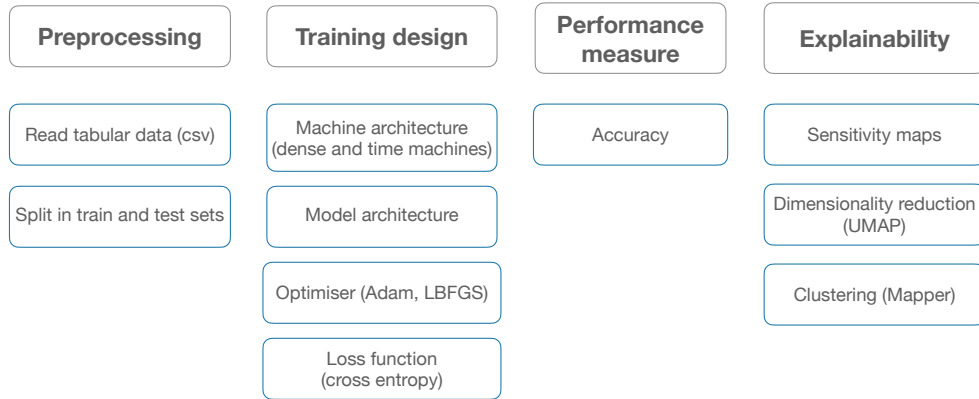 Preprocessing
Read tabular data (csv)
Split in train and test sets
Training design
Machine architecture
(dense and time machines)
Model architecture
Optimiser (Adam, LBFGS)
Loss function
(cross entropy)
Performance
measure
Accuracy
Explainability
Sensitivity maps
Dimensionality reduction
(UMAP)
Clustering (Mapper)